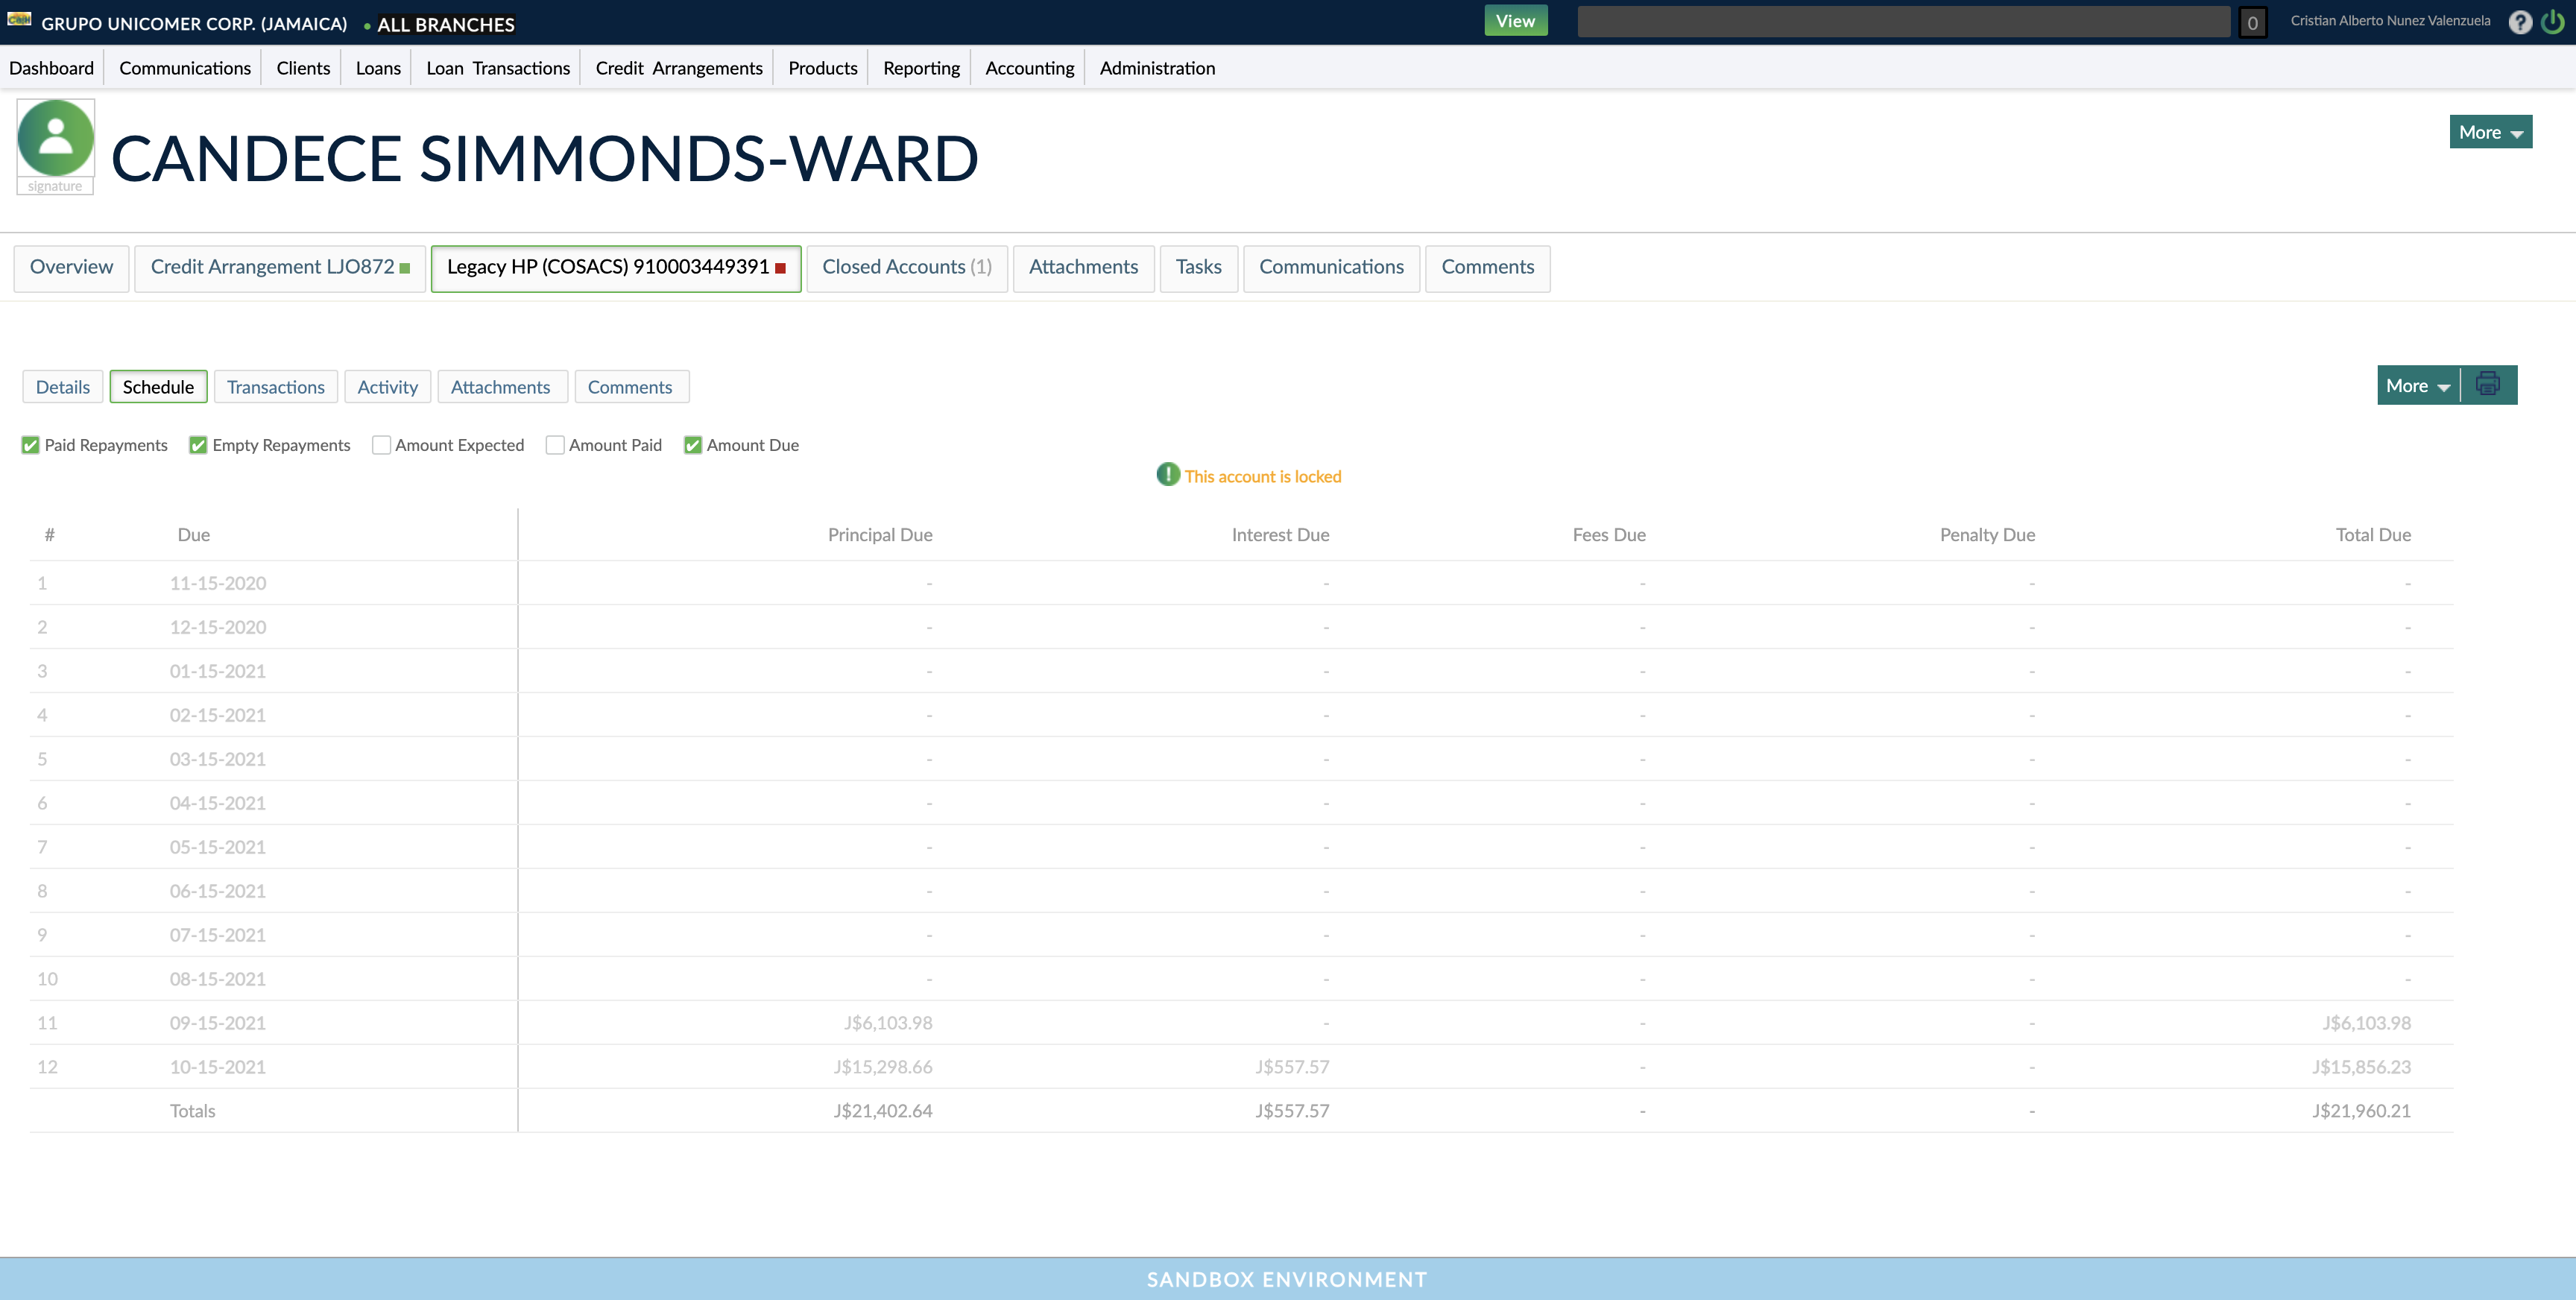 GRUPO UNICOMER CORP. (JAMAICA) • ALL BRANCHES View 0 Cristian Alberto Nunez Valenzuela ?
Dashboard Communications Clients Loans Loan Transactions Credit Arrangements Products Reporting Accounting Administration
CANDECE SIMMONDS-WARD More
signature
Overview Credit Arrangement LJO872 Legacy HP (COSACS) 910003449391 Closed Accounts (1) Attachments Tasks Communications Comments
Details Schedule Transactions Activity Attachments Comments More
Paid Repayments Empty Repayments Amount Expected Amount Paid Amount Due
! This account is locked
# Due Principal Due Interest Due Fees Due Penalty Due Total Due
1 11-15-2020 - - - - -
2 12-15-2020 - - - - -
3 01-15-2021 - - - - -
4 02-15-2021 - - - - -
5 03-15-2021 - - - - -
6 04-15-2021 - - - - -
7 05-15-2021 - - - - -
8 06-15-2021 - - - - -
9 07-15-2021 - - - - -
10 08-15-2021 - - - - -
11 09-15-2021 J$6,103.98 - - - J$6,103.98
12 10-15-2021 J$15,298.66 J$557.57 - - J$15,856.23
Totals J$21,402.64 J$557.57 - - J$21,960.21
SANDBOX ENVIRONMENT